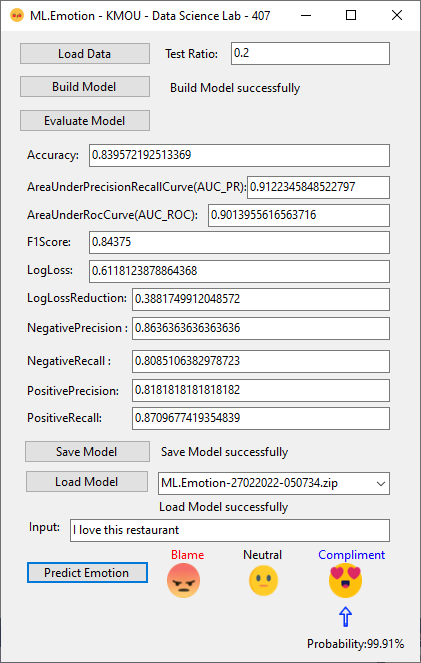 ML.Emotion - KMOU - Data Science Lab - 407
Load Data Test Ratio: 0.2
Build Model Build Model successfully
Evaluate Model
Accuracy: 0.839572192513369
AreaUnderPrecisionRecallCurve(AUC_PR): 0.9122345848522797
AreaUnderRocCurve(AUC_ROC): 0.9013955616563716
F1Score: 0.84375
LogLoss: 0.6118123878864368
LogLossReduction: 0.3881749912048572
NegativePrecision : 0.8636363636363636
NegativeRecall : 0.8085106382978723
PositivePrecision: 0.8181818181818182
PositiveRecall: 0.8709677419354839
Save Model Save Model successfully
Load Model ML.Emotion-27022022-050734.zip
Load Model successfully
Input: I love this restaurant
Blame Neutral Compliment
Predict Emotion
Probability:99.91%